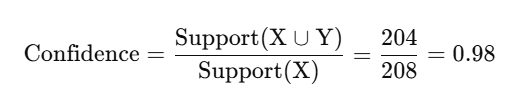 Confidence = Support(X ∪ Y) / Support(X) = 204 / 208 = 0.98